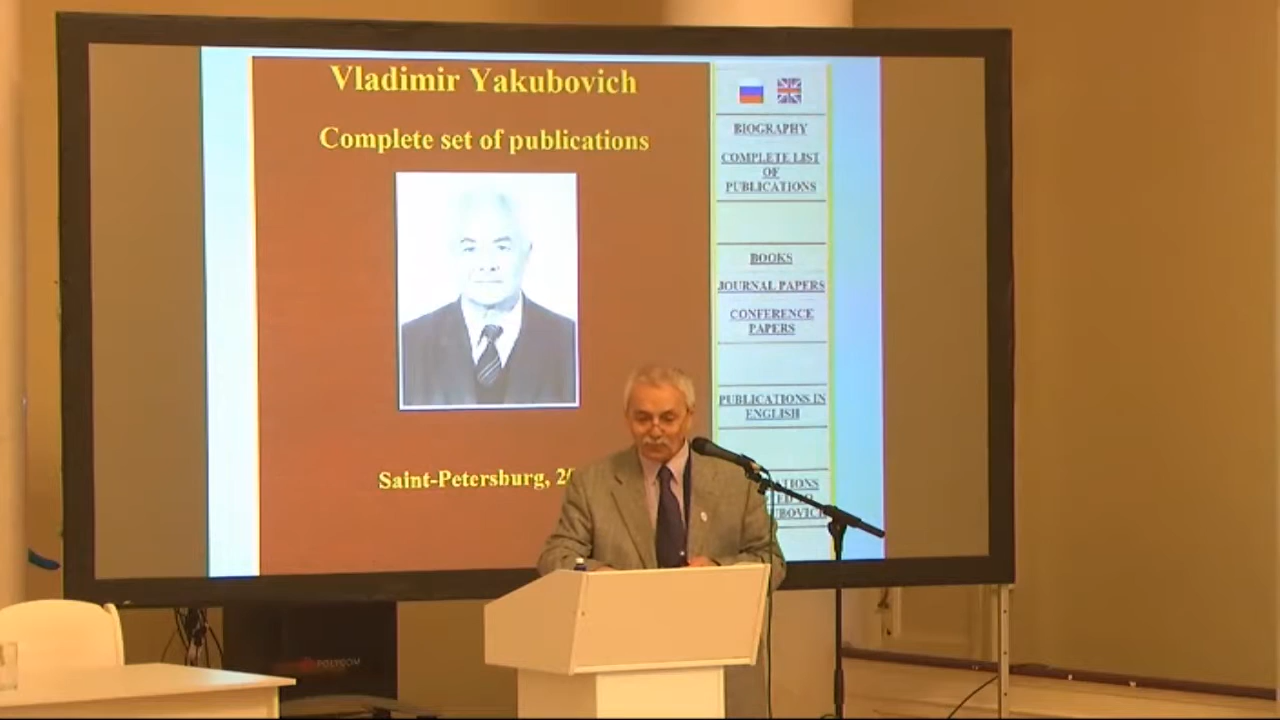 Vladimir Yakubovich
Complete set of publications
Saint-Petersburg,
BIOGRAPHY
COMPLETE LIST
OF
PUBLICATIONS
BOOKS
JOURNAL PAPERS
CONFERENCE
PAPERS
PUBLICATIONS IN
ENGLISH
POLYCOM